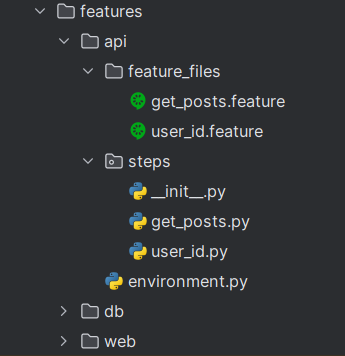 features
api
feature_files
get_posts.feature
user_id.feature
steps
__init__.py
get_posts.py
user_id.py
environment.py
db
web